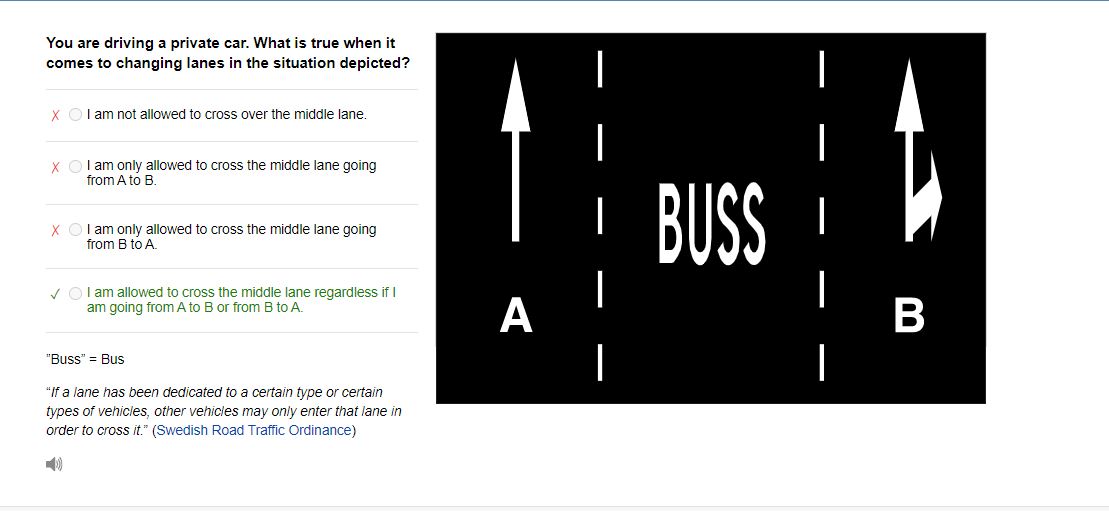 You are driving a private car. What is true when it
comes to changing lanes in the situation depicted?
I am not allowed to cross over the middle lane.
I am only allowed to cross the middle lane going
from A to B.
I am only allowed to cross the middle lane going
from B to A.
I am allowed to cross the middle lane regardless if I
am going from A to B or from B to A.
"Buss" = Bus
"If a lane has been dedicated to a certain type or certain
types of vehicles, other vehicles may only enter that lane in
order to cross it." (Swedish Road Traffic Ordinance)
BUSS
A
B